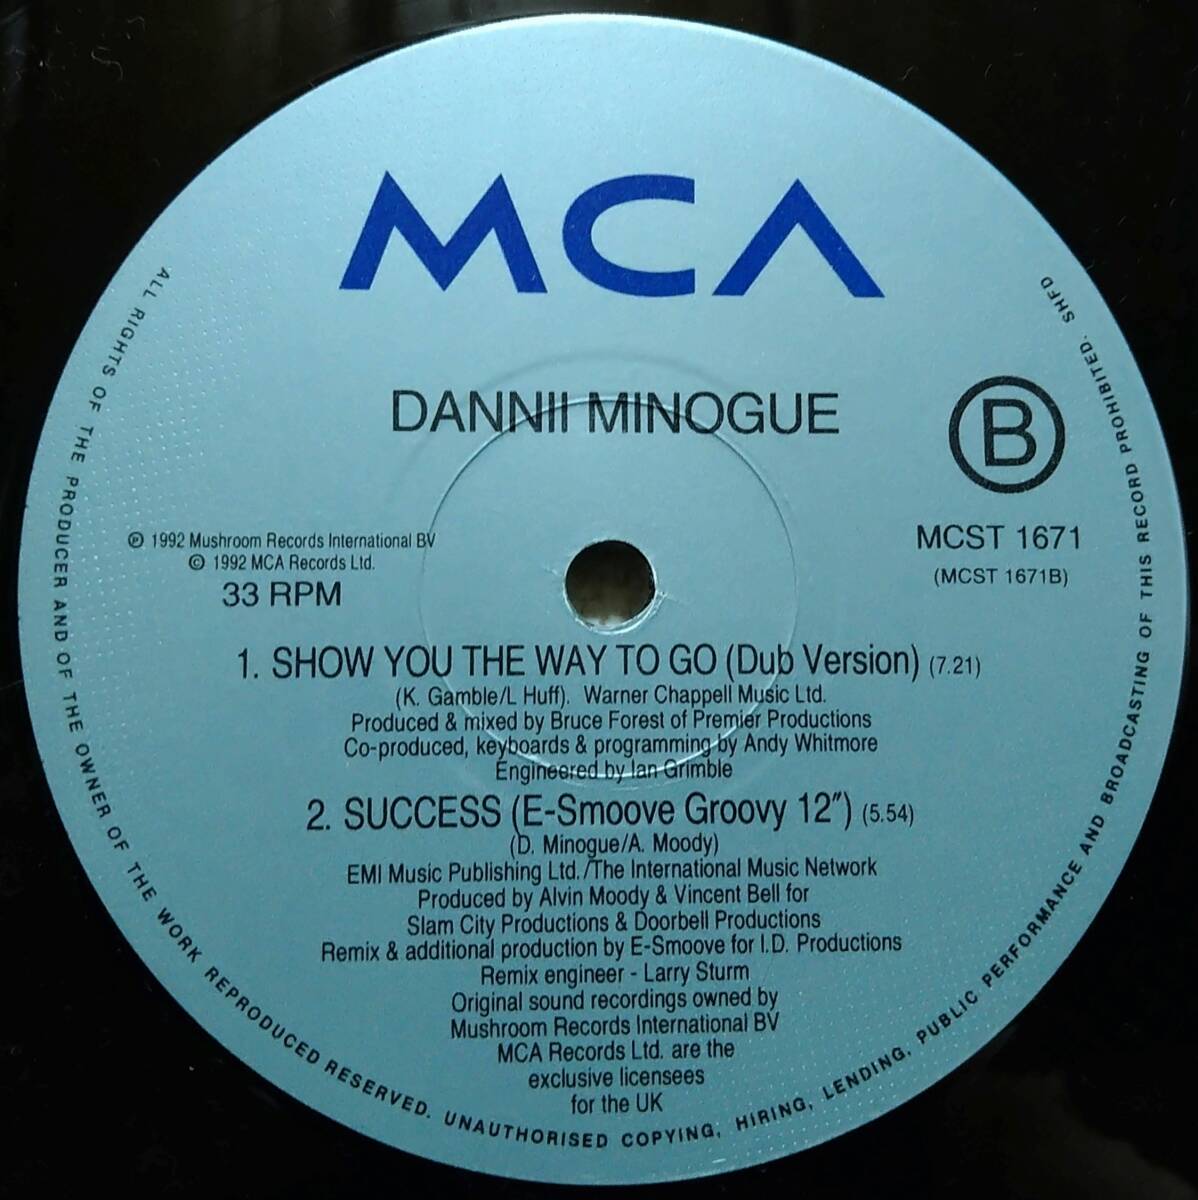 MCA
DANNII MINOGUE
B
MCST 1671
(MCST 1671B)
℗ 1992 Mushroom Records International BV
© 1992 MCA Records Ltd.
33 RPM
1. SHOW YOU THE WAY TO GO (Dub Version) (7.21)
(K. Gamble/L Huff). Warner Chappell Music Ltd.
Produced & mixed by Bruce Forest of Premier Productions
Co-produced, keyboards & programming by Andy Whitmore
Engineered by Ian Grimble
2. SUCCESS (E-Smoove Groovy 12″) (5.54)
(D. Minogue/A. Moody)
EMI Music Publishing Ltd./The International Music Network
Produced by Alvin Moody & Vincent Bell for
Slam City Productions & Doorbell Productions
Remix & additional production by E-Smoove for I.D. Productions
Remix engineer - Larry Sturm
Original sound recordings owned by
Mushroom Records International BV
MCA Records Ltd. are the
exclusive licensees
for the UK
ALL RIGHTS OF THE PRODUCER AND OF THE OWNER OF THE WORK REPRODUCED RESERVED. UNAUTHORISED COPYING, HIRING, LENDING, PUBLIC PERFORMANCE AND BROADCASTING OF THIS RECORD PROHIBITED. SHFD